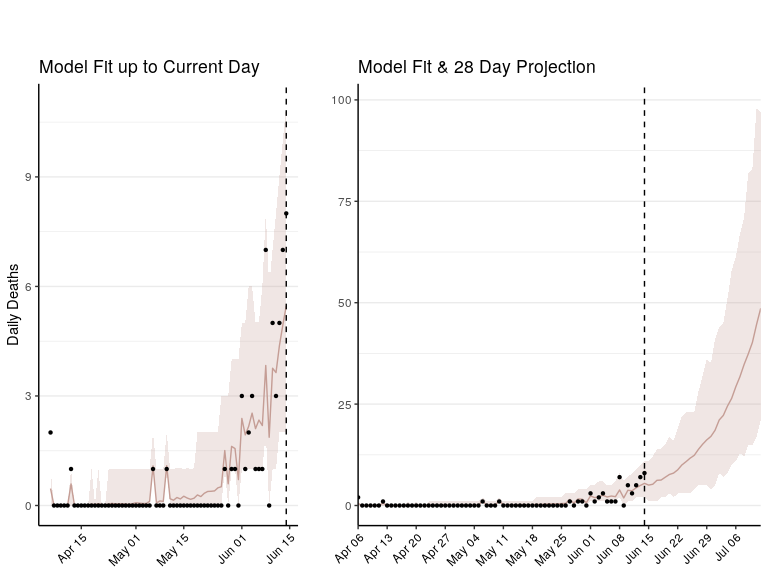 Model Fit up to Current Day
Daily Deaths
9
6
3
0
Apr 15
May 01
May 15
Jun 01
Jun 15
Model Fit & 28 Day Projection
100
75
50
25
0
Apr 06
Apr 13
Apr 20
Apr 27
May 04
May 11
May 18
May 25
Jun 01
Jun 08
Jun 15
Jun 22
Jun 29
Jul 06